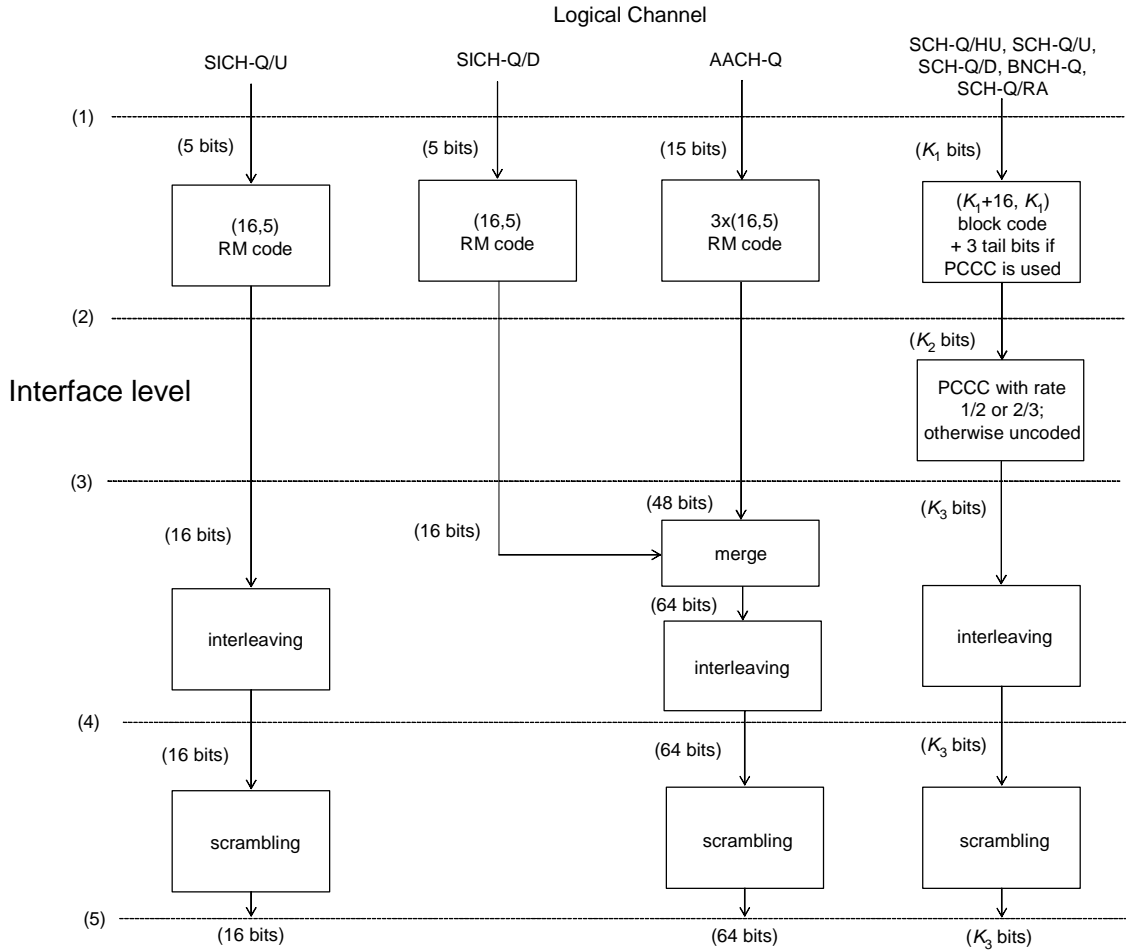 Logical Channel
SICH-Q/U
SICH-Q/D
AACH-Q
SCH-Q/HU, SCH-Q/U,
SCH-Q/D, BNCH-Q,
SCH-Q/RA
(1)
(5 bits)
(5 bits)
(15 bits)
(K1 bits)
(16,5)
RM code
(16,5)
RM code
3x(16,5)
RM code
(K1+16, K1)
block code
+ 3 tail bits if
PCCC is used
(2)
(K2 bits)
Interface level
PCCC with rate
1/2 or 2/3;
otherwise uncoded
(3)
(16 bits)
(16 bits)
(48 bits)
(K3 bits)
merge
(64 bits)
interleaving
interleaving
interleaving
(4)
(16 bits)
(64 bits)
(K3 bits)
scrambling
scrambling
scrambling
(5)
(16 bits)
(64 bits)
(K3 bits)